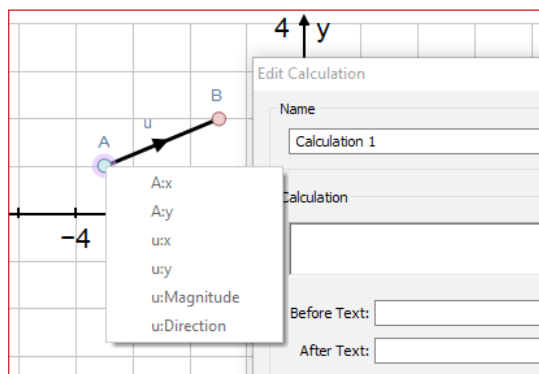 4 y
Edit Calculation
B
Name
u
A
Calculation 1
A:x
A:y
Calculation
u:x
-4
u:y
u:Magnitude
Before Text:
u:Direction
After Text: